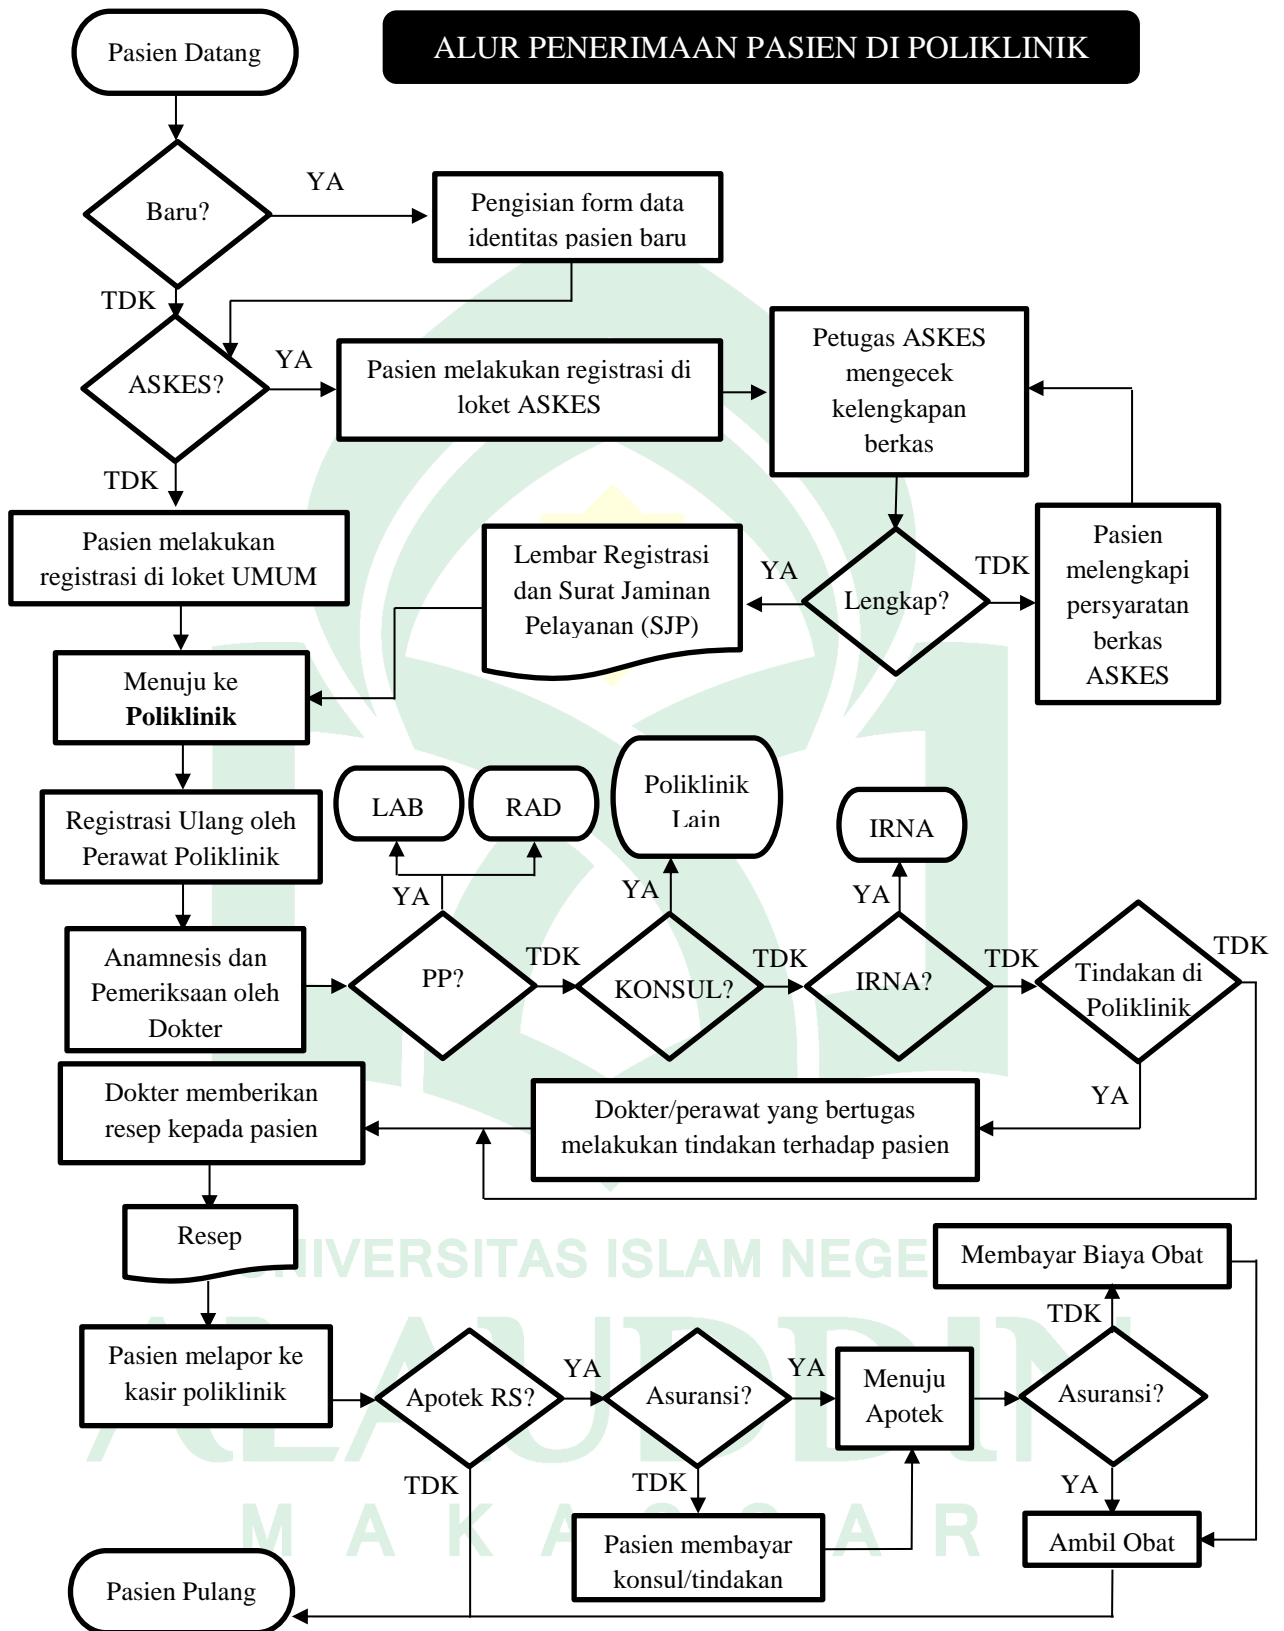 Pasien Datang
ALUR PENERIMAAN PASIEN DI POLIKLINIK
Baru?
YA
Pengisian form data
identitas pasien baru
TDK
ASKES?
YA
Pasien melakukan registrasi di
loket ASKES
Petugas ASKES
mengecek
kelengkapan
berkas
TDK
Pasien melakukan
registrasi di loket UMUM
Lembar Registrasi
dan Surat Jaminan
Pelayanan (SJP)
YA
Lengkap?
TDK
Pasien
melengkapi
persyaratan
berkas
ASKES
Menuju ke
Poliklinik
Registrasi Ulang oleh
Perawat Poliklinik
LAB
RAD
Poliklinik
Lain
IRNA
YA
YA
YA
Anamnesis dan
Pemeriksaan oleh
Dokter
PP?
TDK
KONSUL?
TDK
IRNA?
TDK
Tindakan di
Poliklinik
TDK
YA
Dokter memberikan
resep kepada pasien
Dokter/perawat yang bertugas
melakukan tindakan terhadap pasien
Resep
UNIVERSITAS ISLAM NEGE
Membayar Biaya Obat
TDK
Pasien melapor ke
kasir poliklinik
Apotek RS?
YA
Asuransi?
YA
Menuju
Apotek
Asuransi?
ALAUDDIN
TDK
TDK
YA
MAKASSAR
Pasien membayar
konsul/tindakan
Ambil Obat
Pasien Pulang